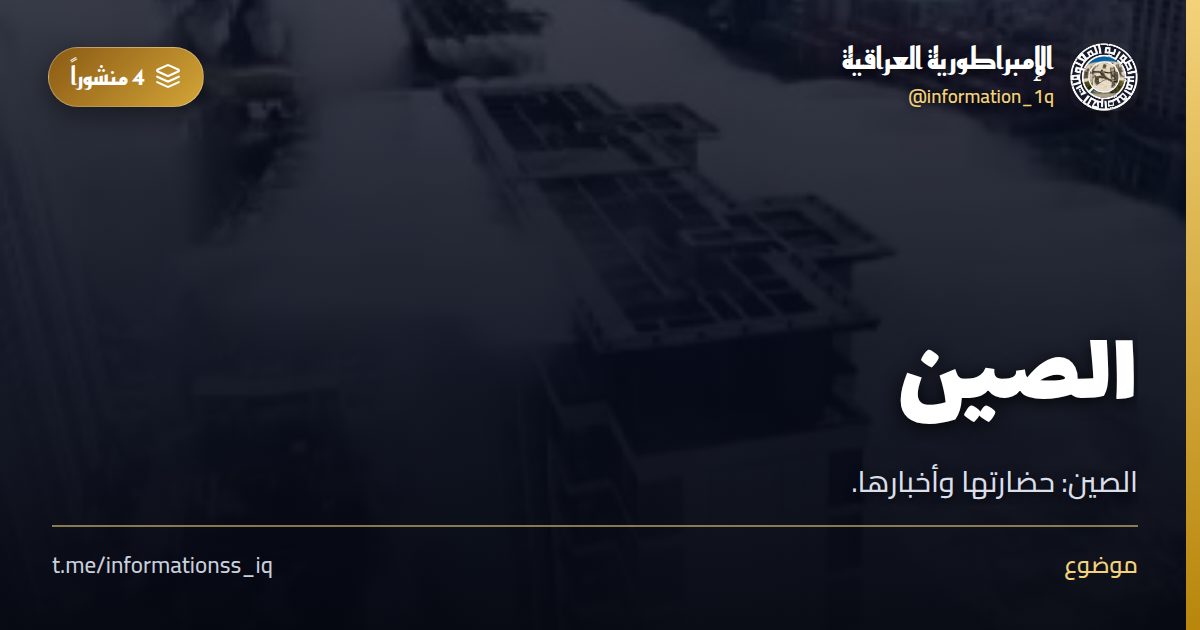 الإمبراطورية العراقية
@information_1q
4 منشوراً
الصين
الصين: حضارتها وأخبارها.
موضوع
t.me/informationss_iq